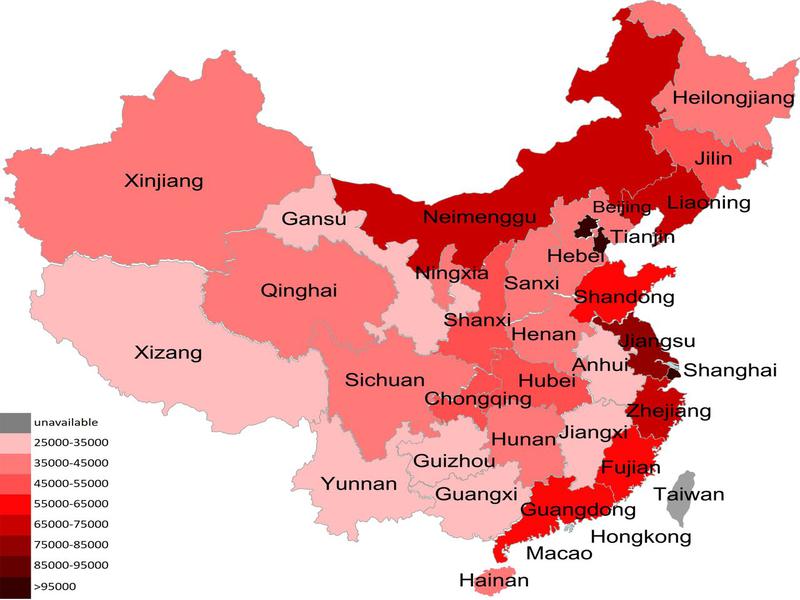 Heilongjiang
Jilin
Xinjiang
Liaoning
Beijing
Gansu
Neimenggu
Tianjin
Hebei
Ningxia
Sanxi
Qinghai
Shandong
Shanxi
Henan
Jiangsu
Xizang
Anhui
Shanghai
Sichuan
Hubei
Chongqing
Zhejiang
Jiangxi
Hunan
Guizhou
Fujian
Yunnan
Guangxi
Taiwan
Guangdong
Hongkong
Macao
Hainan
unavailable
25000-35000
35000-45000
45000-55000
55000-65000
65000-75000
75000-85000
85000-95000
>95000